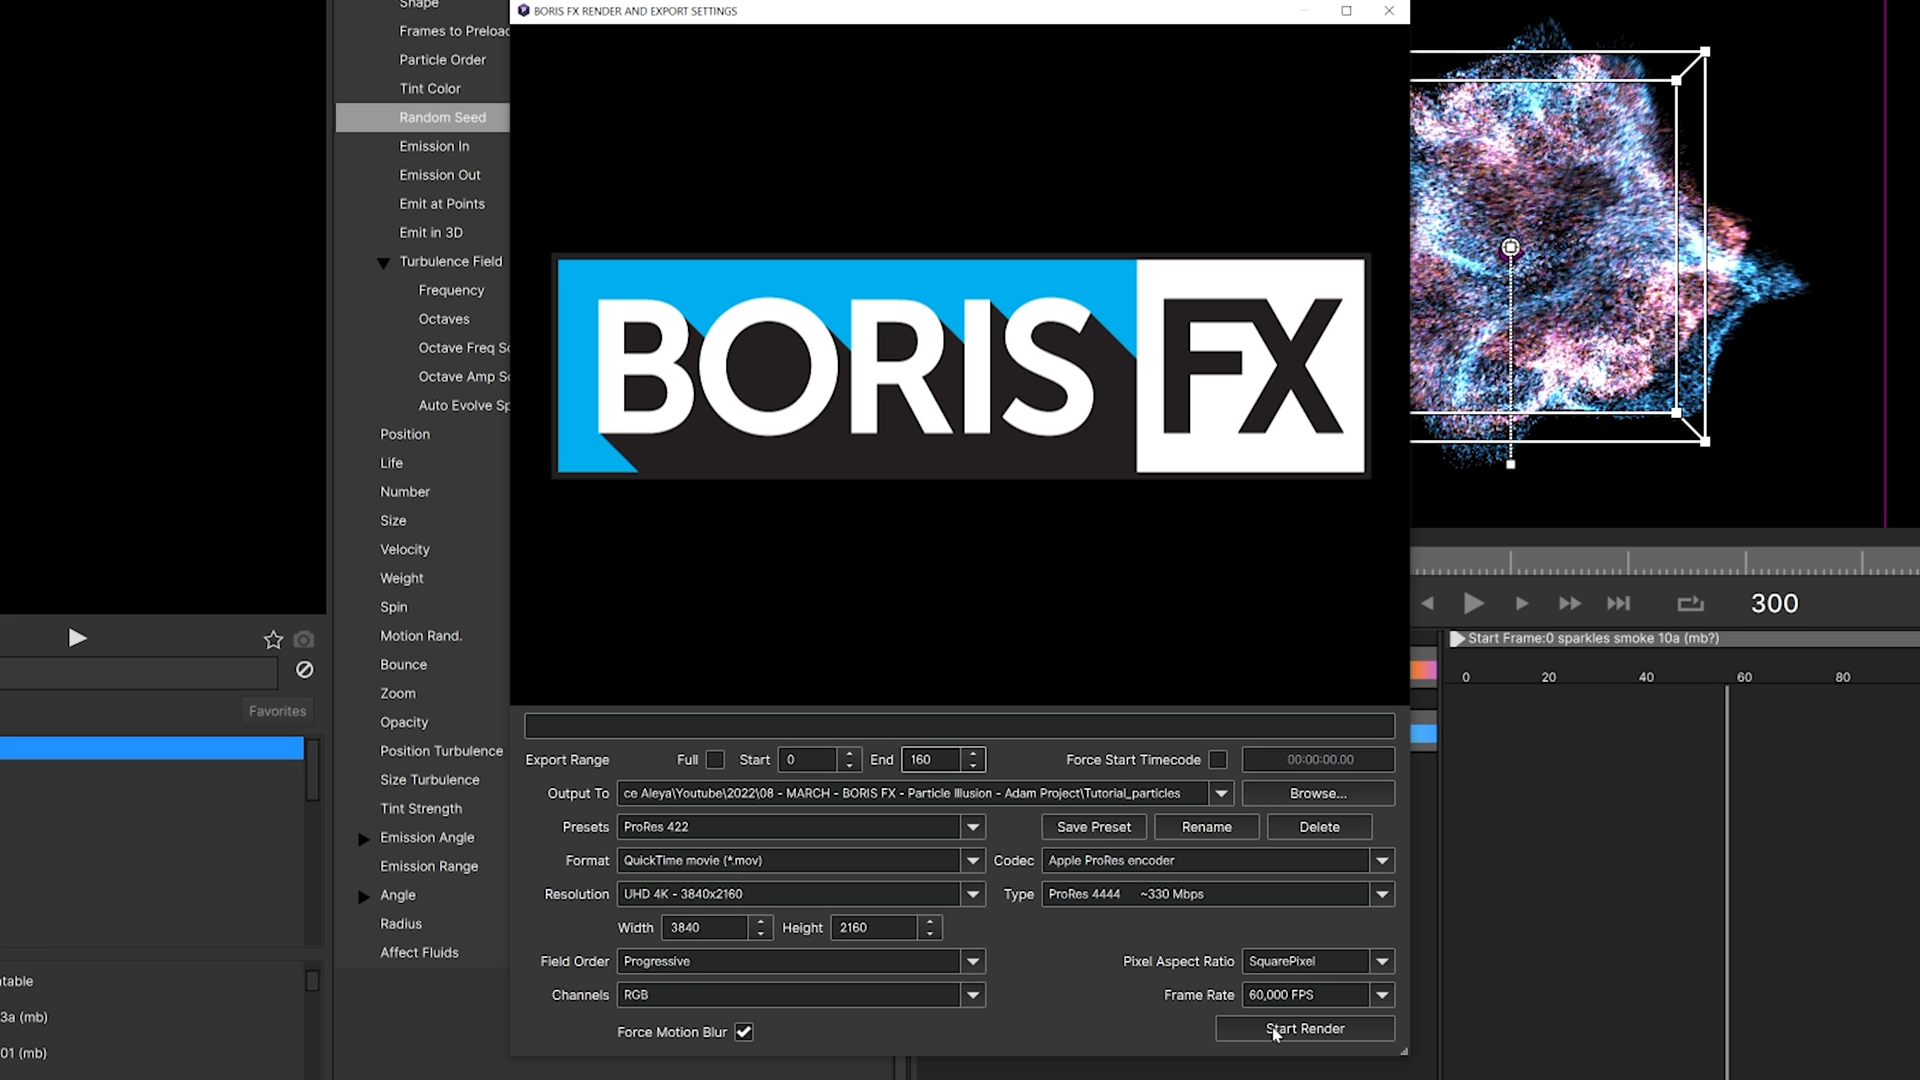 BORIS FX RENDER AND EXPORT SETTINGS
Shape
Frames to Preload
Particle Order
Tint Color
Random Seed
Emission In
Emission Out
Emit at Points
Emit in 3D
Turbulence Field
Frequency
Octaves
Octave Freq Sc
Octave Amp Sc
Auto Evolve Sp
Position
Life
Number
Size
Velocity
Weight
Spin
Motion Rand.
Bounce
Zoom
Opacity
Position Turbulence
Size Turbulence
Tint Strength
Emission Angle
Emission Range
Angle
Radius
Affect Fluids
Favorites
ntable
3a (mb)
01 (mb)
BORIS FX
Export Range Full Start 0 End 160 Force Start Timecode 00:00:00.00
Output To ce Aleya\Youtube\2022\08 - MARCH - BORIS FX - Particle Illusion - Adam Project\Tutorial_particles Browse...
Presets ProRes 422 Save Preset Rename Delete
Format QuickTime movie (*.mov) Codec Apple ProRes encoder
Resolution UHD 4K - 3840x2160 Type ProRes 4444 ~330 Mbps
Width 3840 Height 2160
Field Order Progressive Pixel Aspect Ratio SquarePixel
Channels RGB Frame Rate 60,000 FPS
Force Motion Blur Start Render
300
Start Frame:0 sparkles smoke 10a (mb?)
0 20 40 60 80